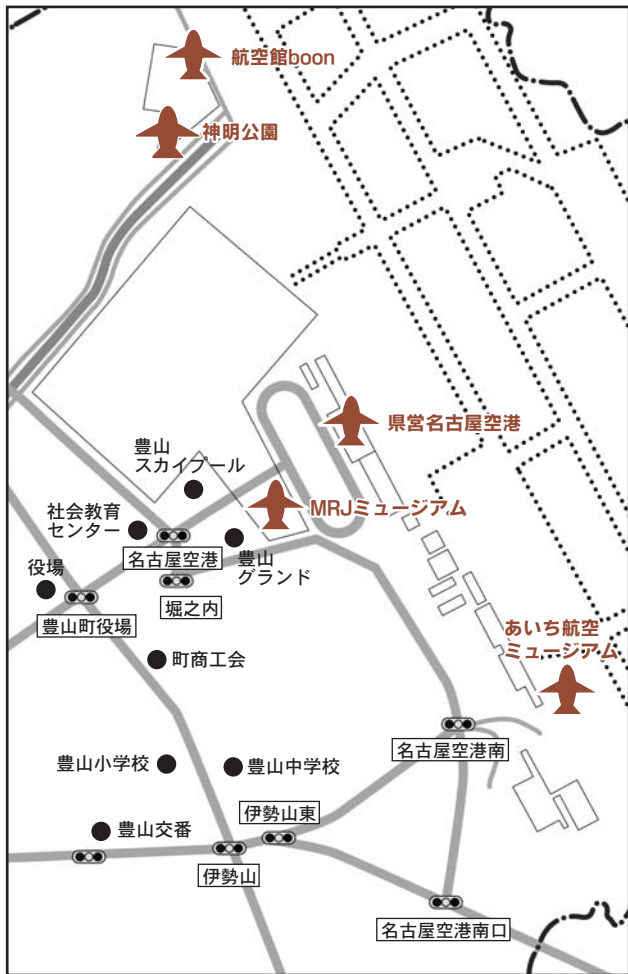 航空館boon
神明公園
県営名古屋空港
豊山
スカイプール
MRJミュージアム
社会教育
センター
名古屋空港
豊山
グランド
役場
堀之内
豊山町役場
あいち航空
ミュージアム
町商工会
名古屋空港南
豊山小学校
豊山中学校
伊勢山東
豊山交番
伊勢山
名古屋空港南口